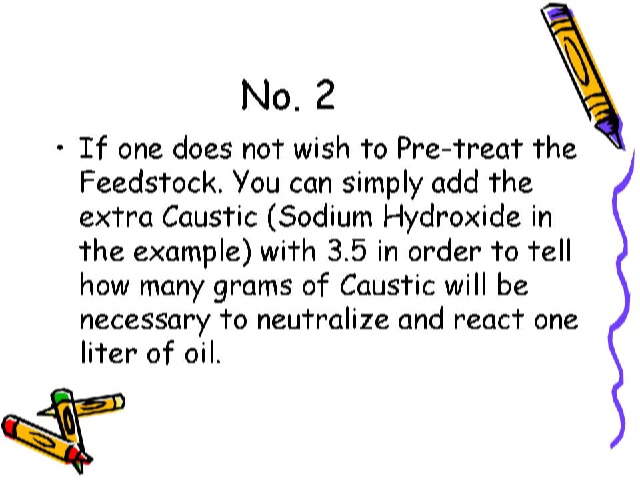 No. 2
• If one does not wish to Pre-treat the
Feedstock. You can simply add the
extra Caustic (Sodium Hydroxide in
the example) with 3.5 in order to tell
how many grams of Caustic will be
necessary to neutralize and react one
liter of oil.